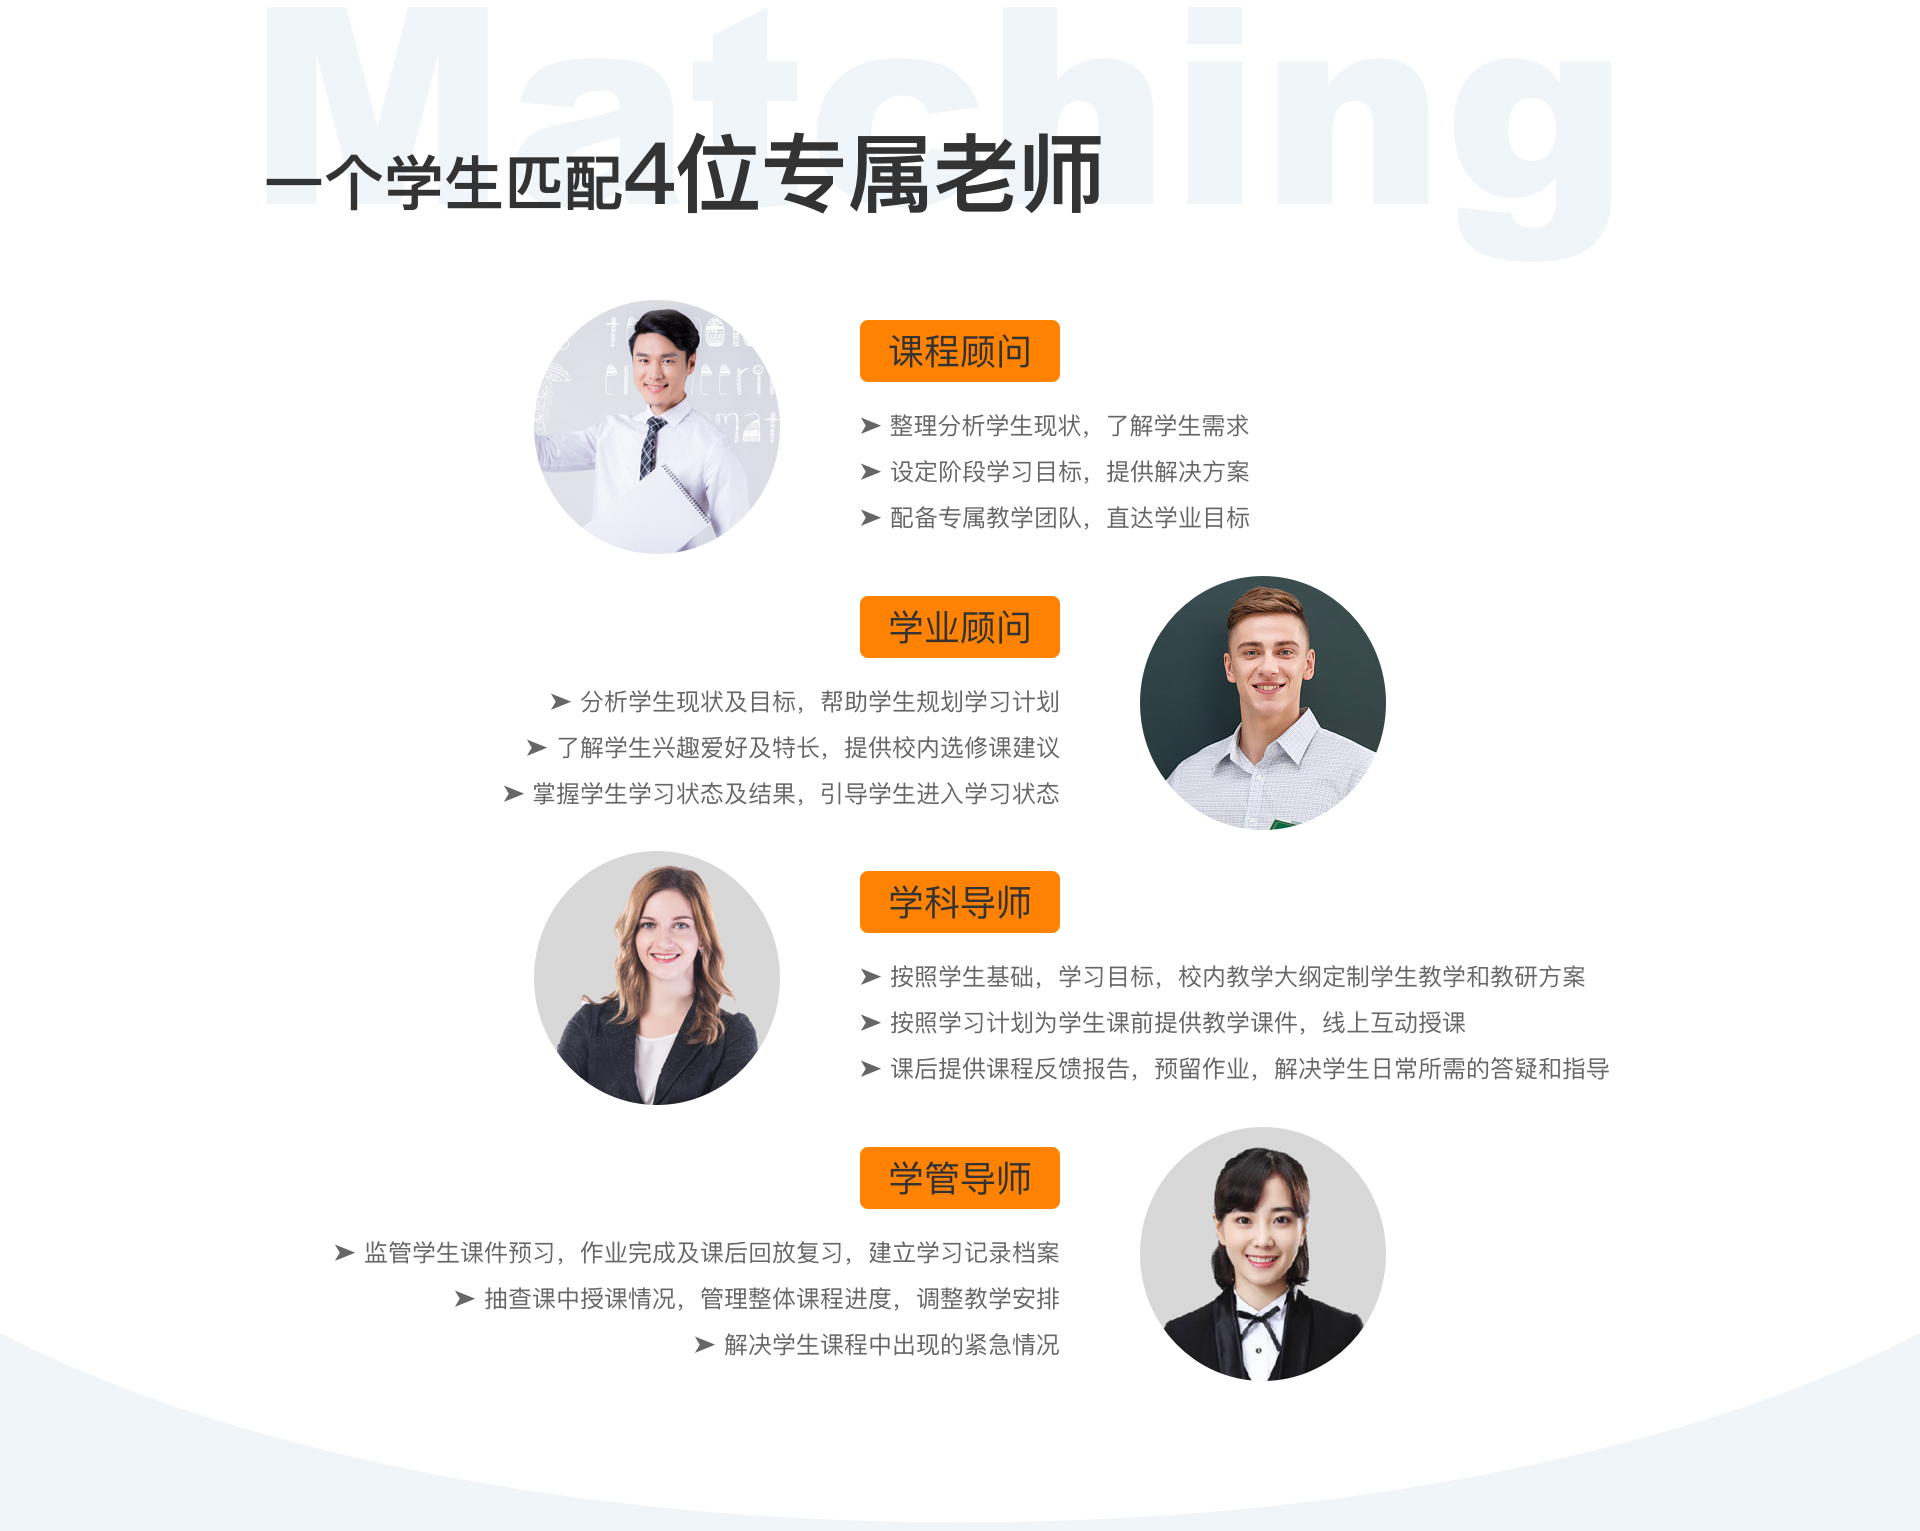 Matching
一个学生匹配4位专属老师
课程顾问
➤ 整理分析学生现状，了解学生需求
➤ 设定阶段学习目标，提供解决方案
➤ 配备专属教学团队，直达学业目标
学业顾问
➤ 分析学生现状及目标，帮助学生规划学习计划
➤ 了解学生兴趣爱好及特长，提供校内选修课建议
➤ 掌握学生学习状态及结果，引导学生进入学习状态
学科导师
➤ 按照学生基础，学习目标，校内教学大纲定制学生教学和教研方案
➤ 按照学习计划为学生课前提供教学课件，线上互动授课
➤ 课后提供课程反馈报告，预留作业，解决学生日常所需的答疑和指导
学管导师
➤ 监管学生课件预习，作业完成及课后回放复习，建立学习记录档案
➤ 抽查课中授课情况，管理整体课程进度，调整教学安排
➤ 解决学生课程中出现的紧急情况